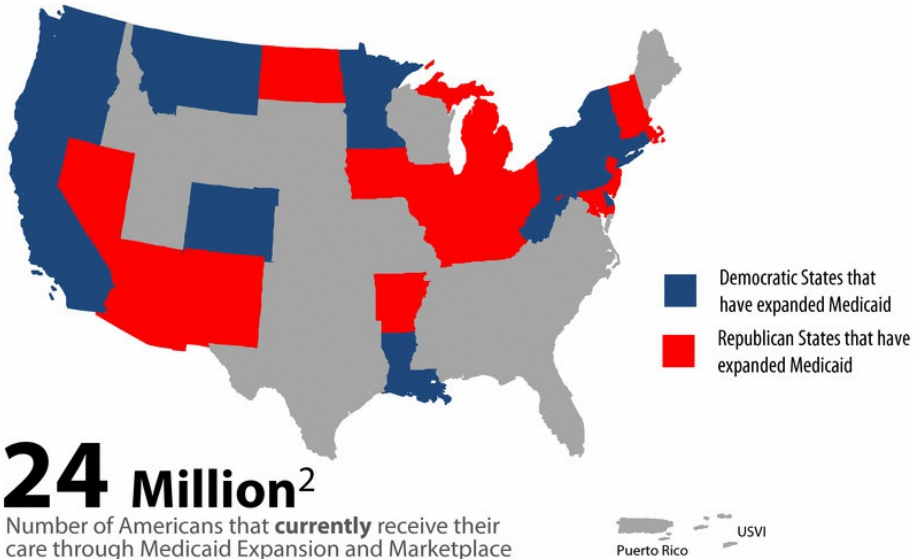 Democratic States that
have expanded Medicaid
Republican States that have
expanded Medicaid
24 Million2
Number of Americans that currently receive their
care through Medicaid Expansion and Marketplace
Puerto Rico
USVI